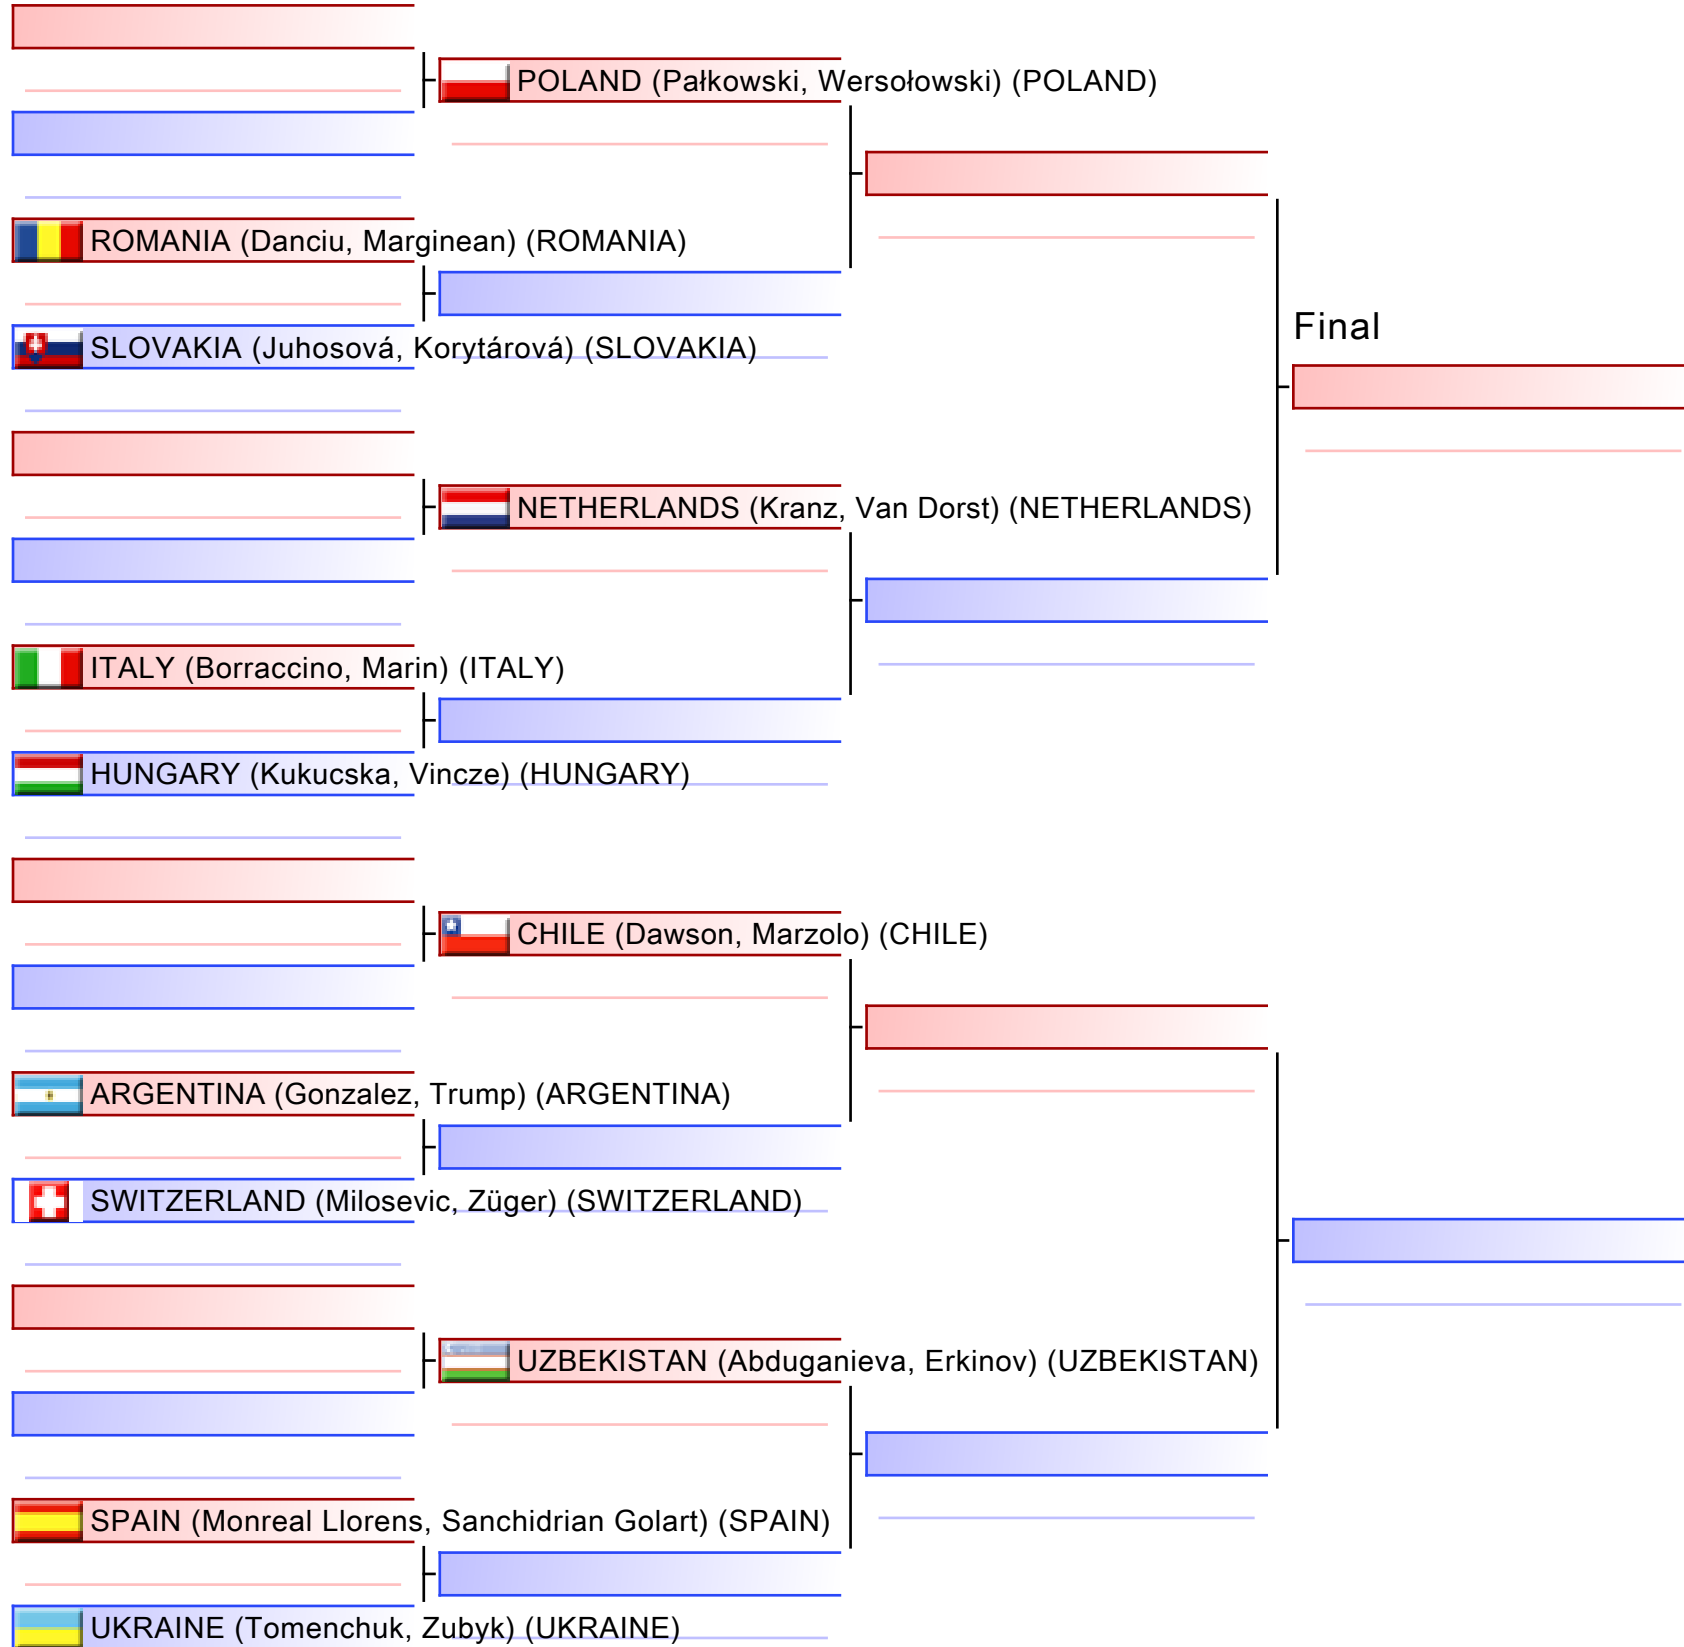 POLAND (Pałkowski, Wersołowski) (POLAND)
ROMANIA (Danciu, Marginean) (ROMANIA)
Final
SLOVAKIA (Juhosová, Korytárová) (SLOVAKIA)
NETHERLANDS (Kranz, Van Dorst) (NETHERLANDS)
ITALY (Borraccino, Marin) (ITALY)
HUNGARY (Kukucska, Vincze) (HUNGARY)
CHILE (Dawson, Marzolo) (CHILE)
ARGENTINA (Gonzalez, Trump) (ARGENTINA)
SWITZERLAND (Milosevic, Züger) (SWITZERLAND)
UZBEKISTAN (Abduganieva, Erkinov) (UZBEKISTAN)
SPAIN (Monreal Llorens, Sanchidrian Golart) (SPAIN)
UKRAINE (Tomenchuk, Zubyk) (UKRAINE)